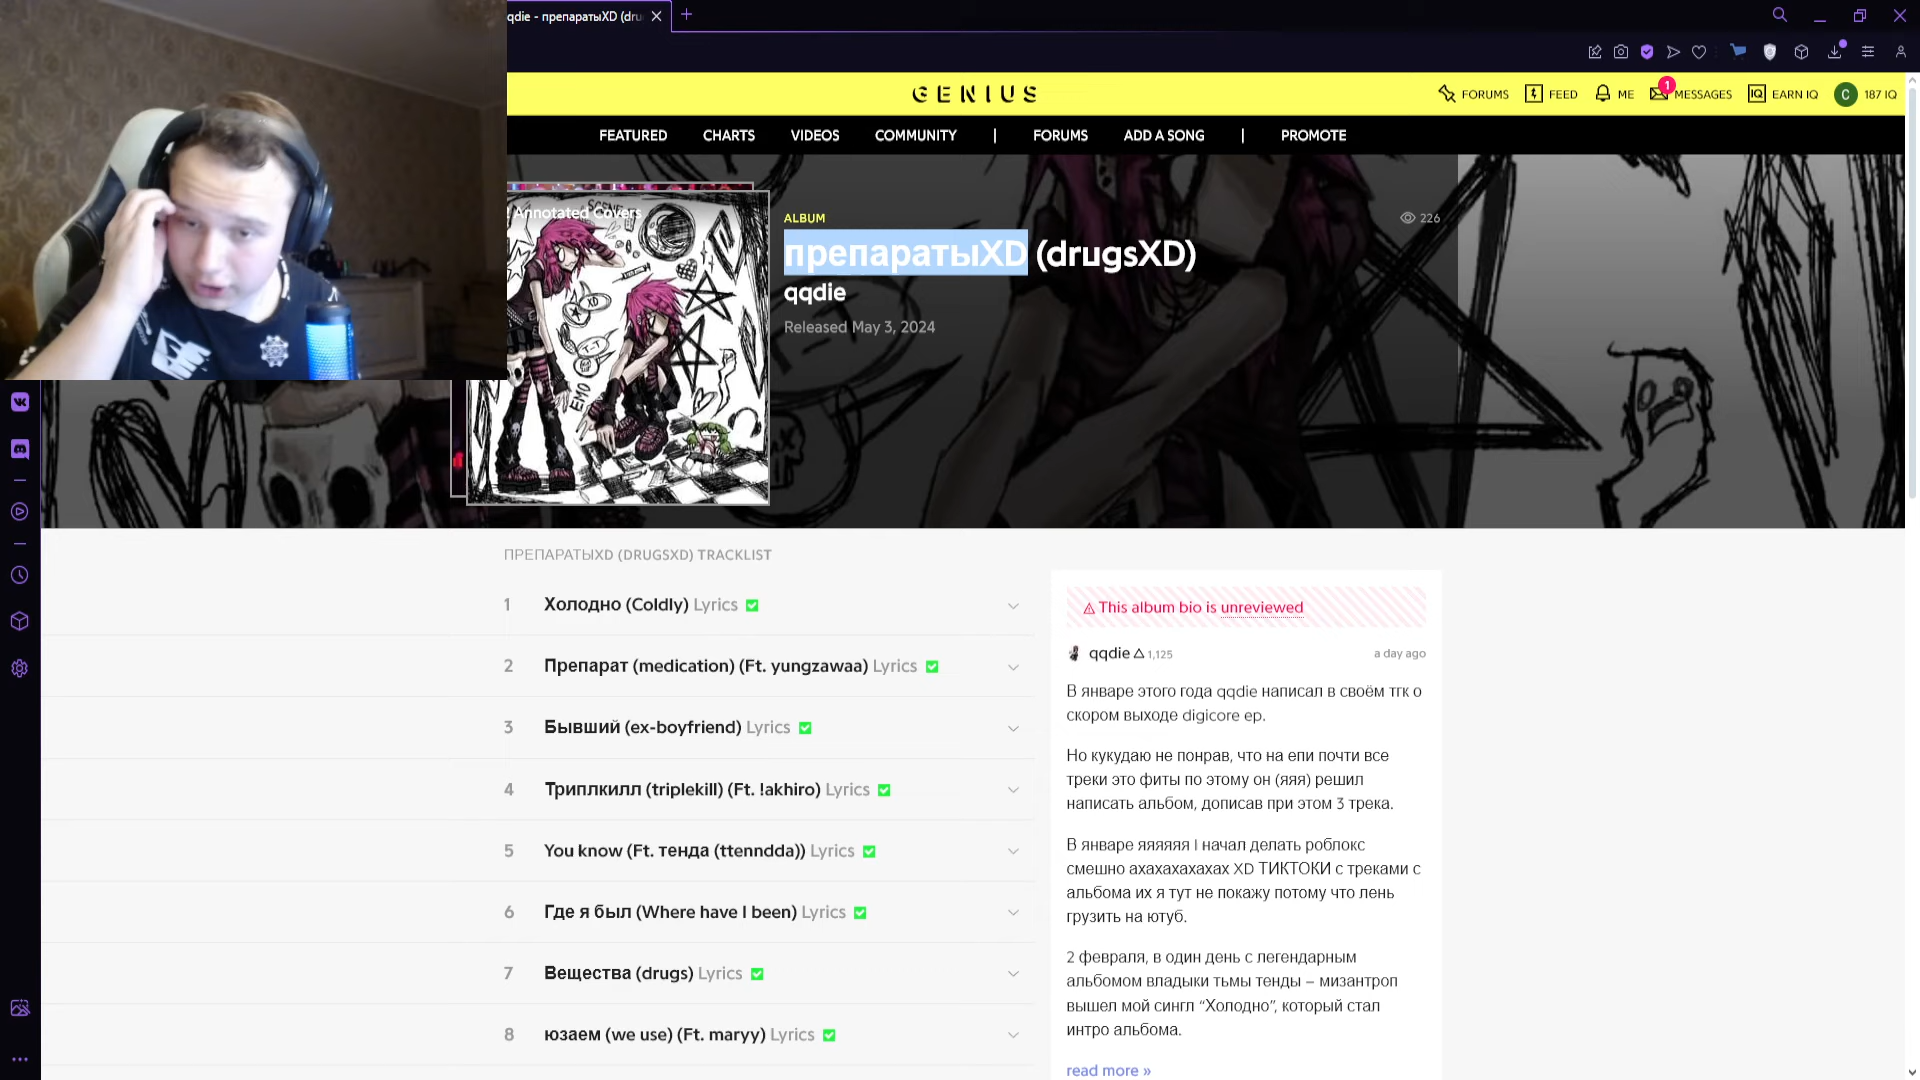 qqdie - препаратыXD (dru
GENIUS
FORUMS
FEED
ME
1
MESSAGES
IQ
EARN IQ
C
187 IQ
FEATURED
CHARTS
VIDEOS
COMMUNITY
|
FORUMS
ADD A SONG
|
PROMOTE
! Annotated Covers
EMO
XD
T-T
ALBUM
226
препаратыXD (drugsXD)
qqdie
Released May 3, 2024
ПРЕПАРАТЫXD (DRUGSXD) TRACKLIST
1 Холодно (Coldly) Lyrics
2 Препарат (medication) (Ft. yungzawaa) Lyrics
3 Бывший (ex-boyfriend) Lyrics
4 Триплкилл (triplekill) (Ft. !akhiro) Lyrics
5 You know (Ft. тенда (ttenndda)) Lyrics
6 Где я был (Where have I been) Lyrics
7 Вещества (drugs) Lyrics
8 юзаем (we use) (Ft. maryy) Lyrics
This album bio is unreviewed
qqdie 1,125
a day ago
В январе этого года qqdie написал в своём тгк о
скором выходе digicore ep.
Но кукудаю не понрав, что на епи почти все
треки это фиты по этому он (яяя) решил
написать альбом, дописав при этом 3 трека.
В январе яяяяяя I начал делать роблокс
смешно ахахахахахах XD ТИКТОКИ с треками с
альбома их я тут не покажу потому что лень
грузить на ютуб.
2 февраля, в один день с легендарным
альбомом владыки тьмы тенды – мизантроп
вышел мой сингл “Холодно”, который стал
интро альбома.
read more »